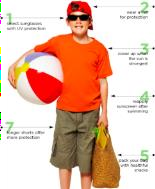 1
select sunglasses
with UV protection
2
wear a hat
for protection
3
cover up when
the sun is
strongest
4
reapply
sunscreen after
swimming
7
longer shorts offer
more protection
5
pack your bag
with healthy
snacks